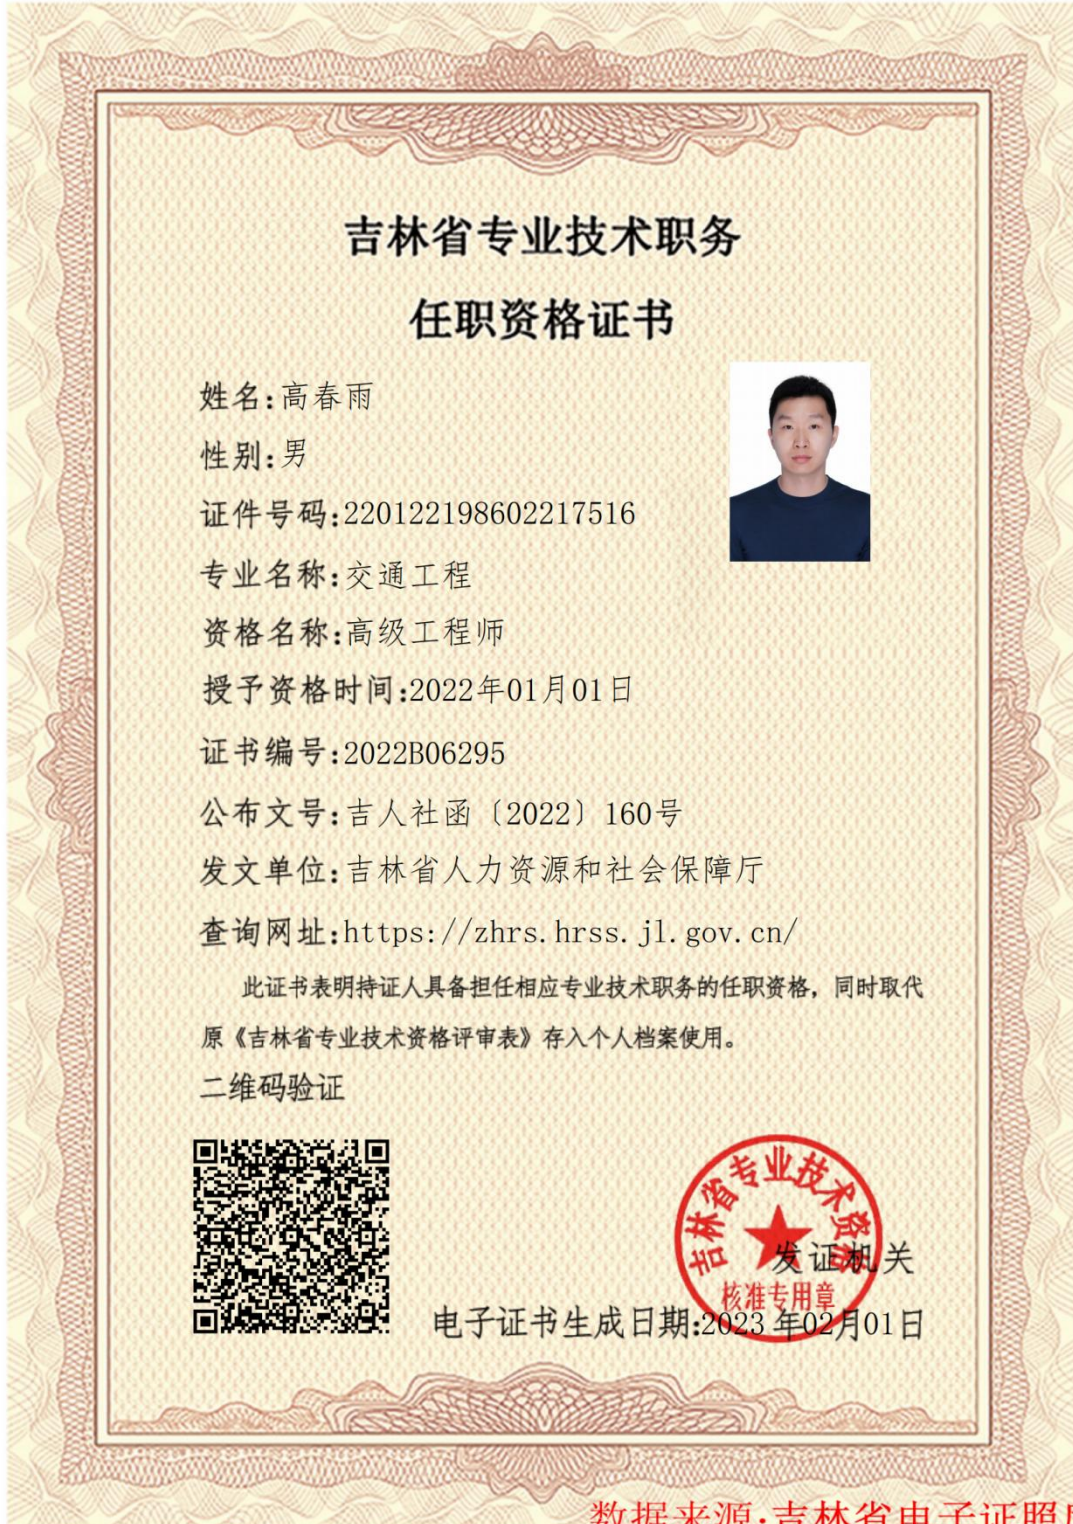 吉林省专业技术职务
任职资格证书
姓名:高春雨
性别:男
证件号码:220122198602217516
专业名称:交通工程
资格名称:高级工程师
授予资格时间:2022年01月01日
证书编号:2022B06295
公布文号:吉人社函〔2022〕160号
发文单位:吉林省人力资源和社会保障厅
查询网址:https://zhrs.hrss.jl.gov.cn/
此证书表明持证人具备担任相应专业技术职务的任职资格，同时取代
原《吉林省专业技术资格评审表》存入个人档案使用。
二维码验证
吉林省专业技术资格
核准专用章
发证机关
电子证书生成日期:2023年02月01日
数据来源:吉林省电子证照库